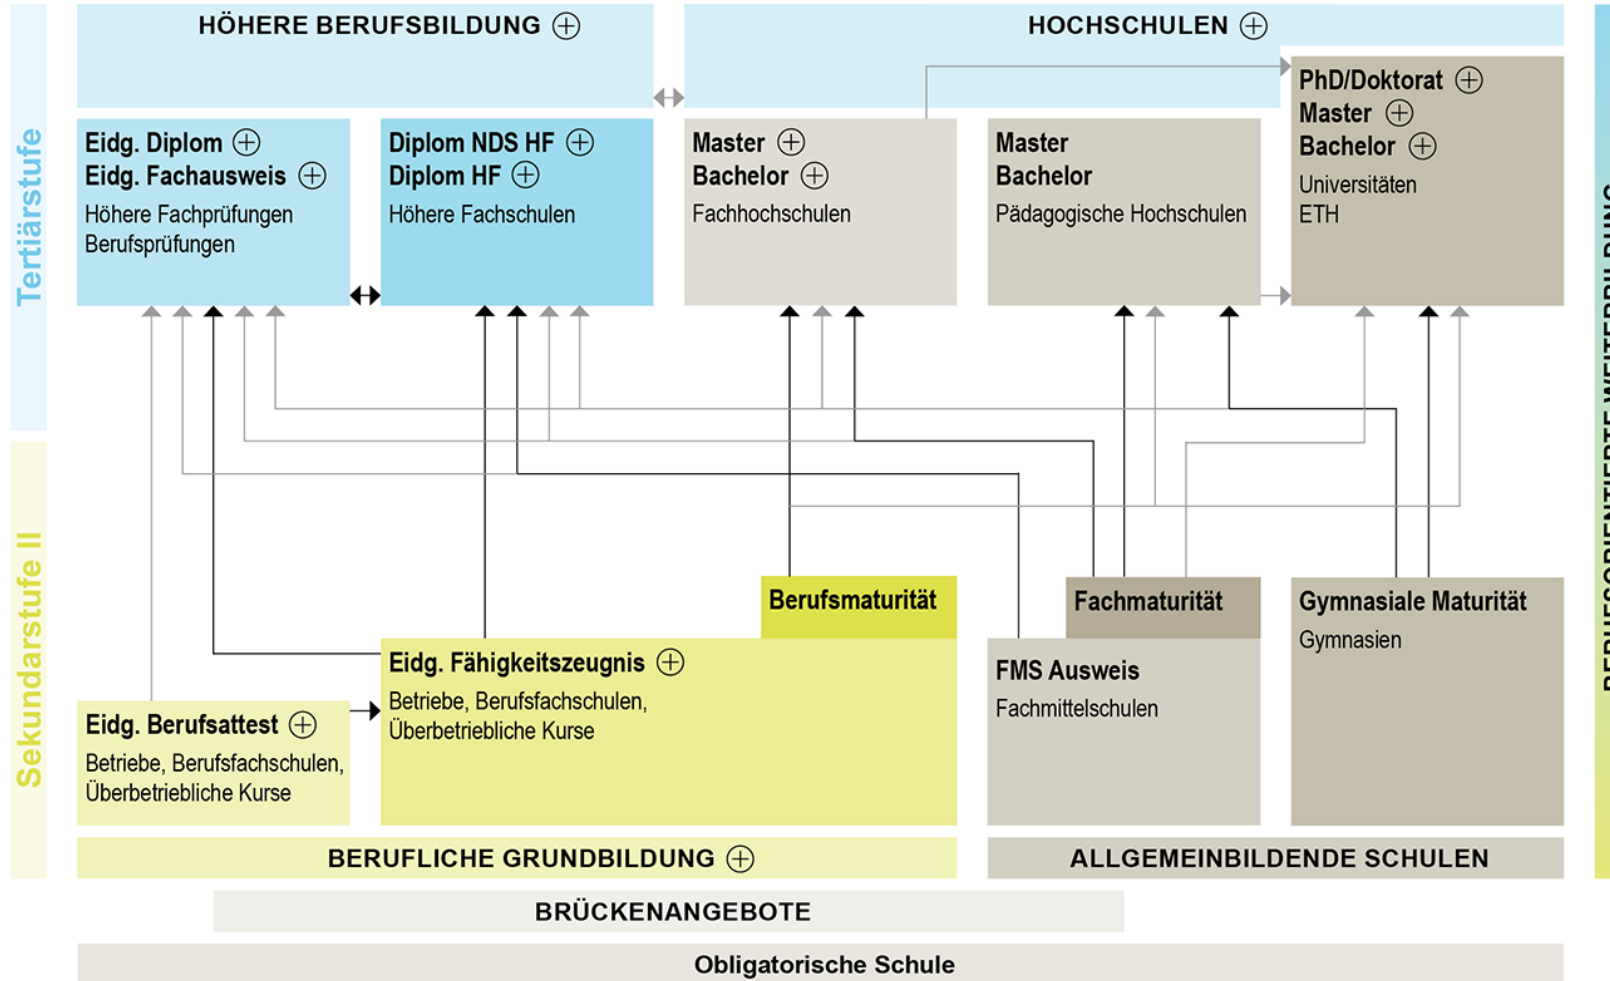 HÖHERE BERUFSBILDUNG
HOCHSCHULEN
Tertiärstufe
Eidg. Diplom
Eidg. Fachausweis
Höhere Fachprüfungen
Berufsprüfungen
Diplom NDS HF
Diplom HF
Höhere Fachschulen
Master
Bachelor
Fachhochschulen
Master
Bachelor
Pädagogische Hochschulen
PhD/Doktorat
Master
Bachelor
Universitäten
ETH
Sekundarstufe II
Eidg. Berufsattest
Betriebe, Berufsfachschulen,
Überbetriebliche Kurse
Berufsmaturität
Eidg. Fähigkeitszeugnis
Betriebe, Berufsfachschulen,
Überbetriebliche Kurse
Fachmaturität
FMS Ausweis
Fachmittelschulen
Gymnasiale Maturität
Gymnasien
BERUFLICHE GRUNDBILDUNG
ALLGEMEINBILDENDE SCHULEN
BRÜCKENANGEBOTE
Obligatorische Schule
BERUFSORIENTIERTE WEITERBILDUNG